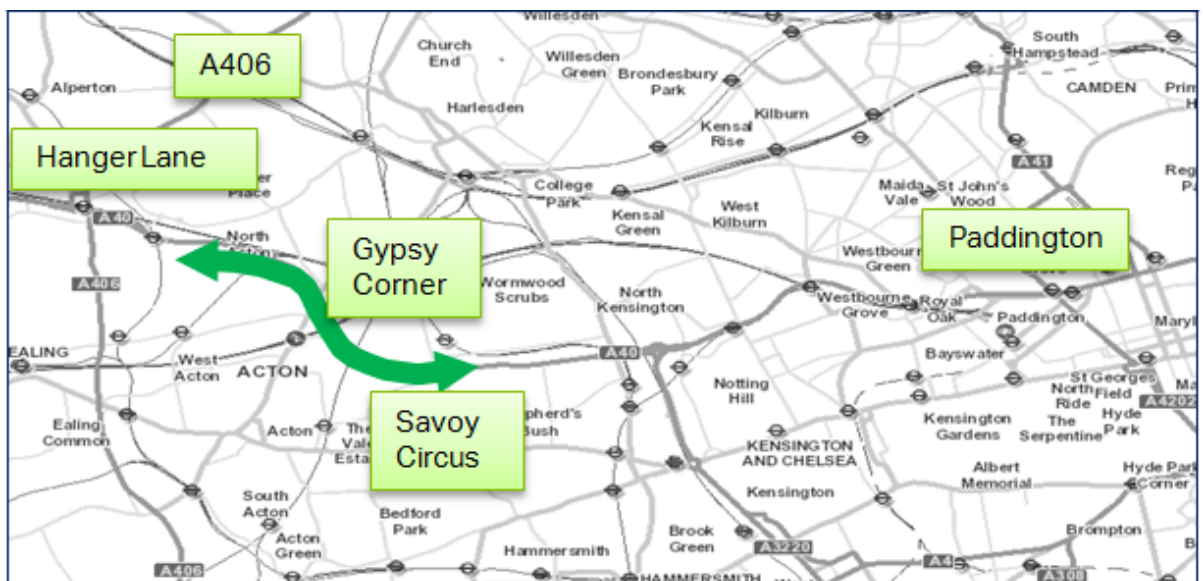 Willesden
South
Hampstead
Church
End
Willesden
Green
Brondesbury
Park
A406
Alperton
CAMDEN
Harlesden
Kilburn
Kensal
Rise
A41
Hanger Lane
Place
College
Park
Maida
Vale
St John's
Wood
Kensal
Green
West
Kilburn
A40
North
Gypsy
Corner
Paddington
Westbourne
Green
A406
Wormwood
Scrubs
North
Kensington
Westbourne
Grove
Royal
Oak
Paddington
EALING
West
Acton
ACTON
A40
Bayswater
Notting
Hill
St Georges
Field
North
Ride
Hyde
Park
A4202
The
Serpentine
Kensington
Gardens
Savoy
Circus
Ealing
Common
Acton
KENSINGTON
AND CHELSEA
Albert
Memorial
Hyde Park
Corner
South
Acton
Bedford
Park
Kensington
Brompton
Acton
Green
Brook
Green
Hammersmith
A3220
A4
A406
HAMMERSMITH
A308